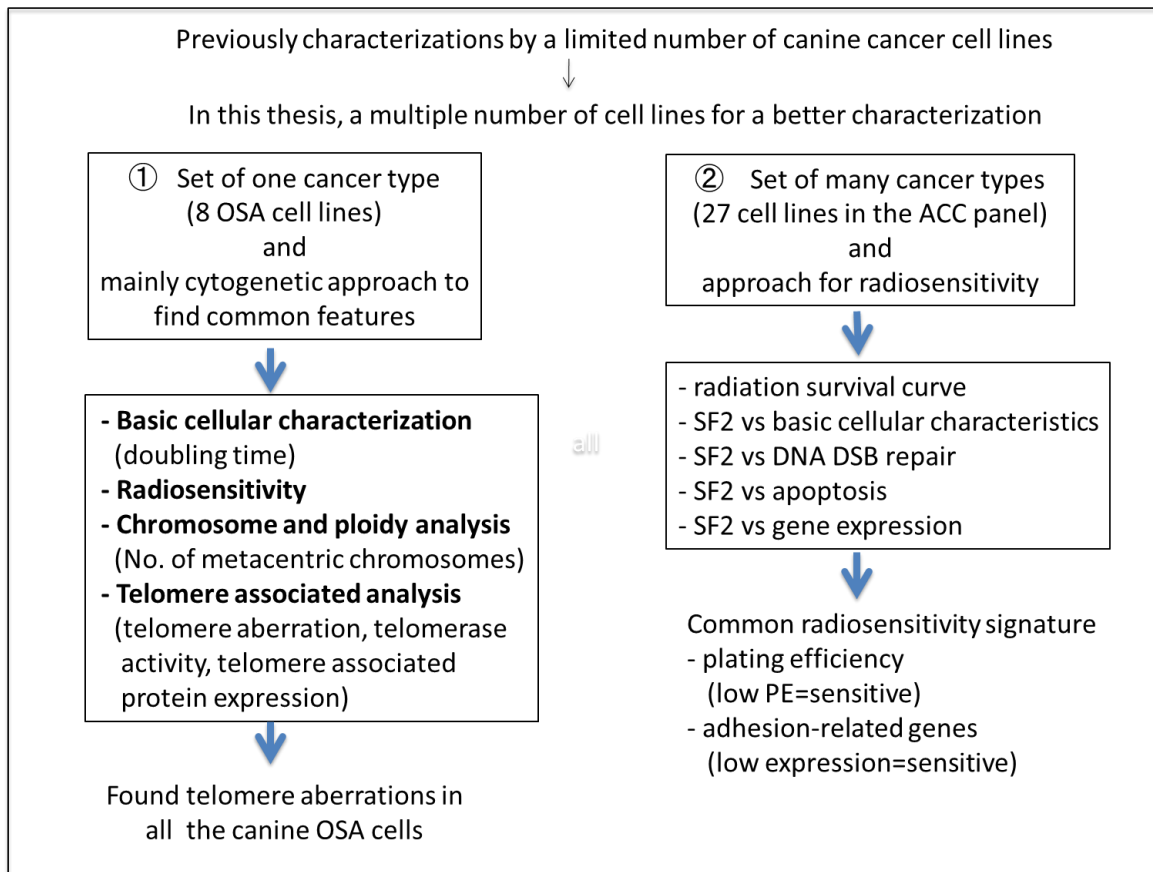 Previously characterizations by a limited number of canine cancer cell lines
↓
In this thesis, a multiple number of cell lines for a better characterization
① Set of one cancer type
(8 OSA cell lines)
and
mainly cytogenetic approach to
find common features
- Basic cellular characterization
(doubling time)
- Radiosensitivity
- Chromosome and ploidy analysis
(No. of metacentric chromosomes)
- Telomere associated analysis
(telomere aberration, telomerase
activity, telomere associated
protein expression)
Found telomere aberrations in
all the canine OSA cells
all
② Set of many cancer types
(27 cell lines in the ACC panel)
and
approach for radiosensitivity
- radiation survival curve
- SF2 vs basic cellular characteristics
- SF2 vs DNA DSB repair
- SF2 vs apoptosis
- SF2 vs gene expression
Common radiosensitivity signature
- plating efficiency
(low PE=sensitive)
- adhesion-related genes
(low expression=sensitive)